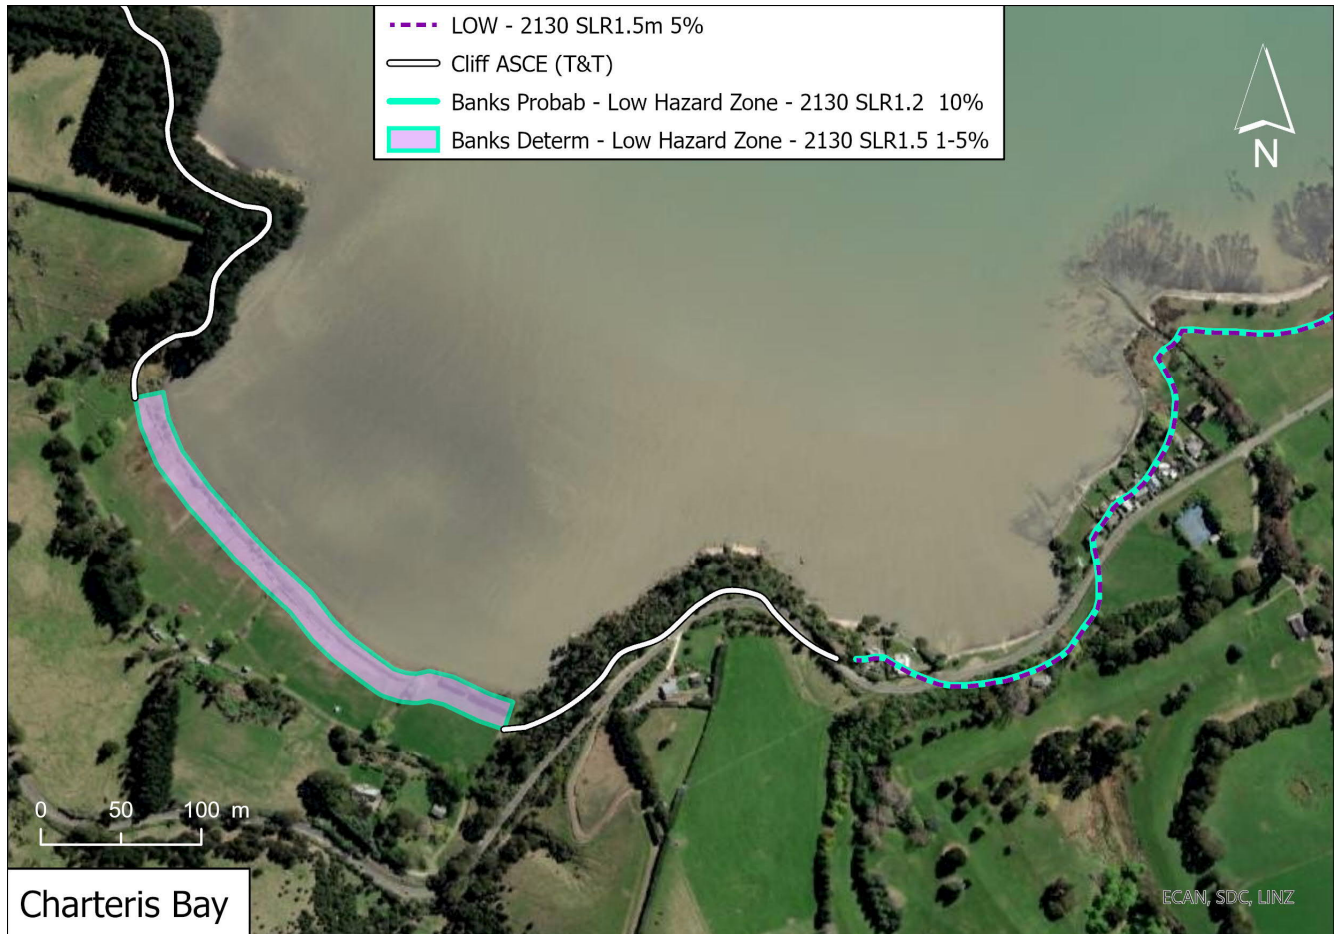 LOW - 2130 SLR1.5m 5%
Cliff ASCE (T&T)
Banks Probab - Low Hazard Zone - 2130 SLR1.2 10%
Banks Determ - Low Hazard Zone - 2130 SLR1.5 1-5%
N
0 50 100 m
Charteris Bay
ECAN, SDC, LINZ